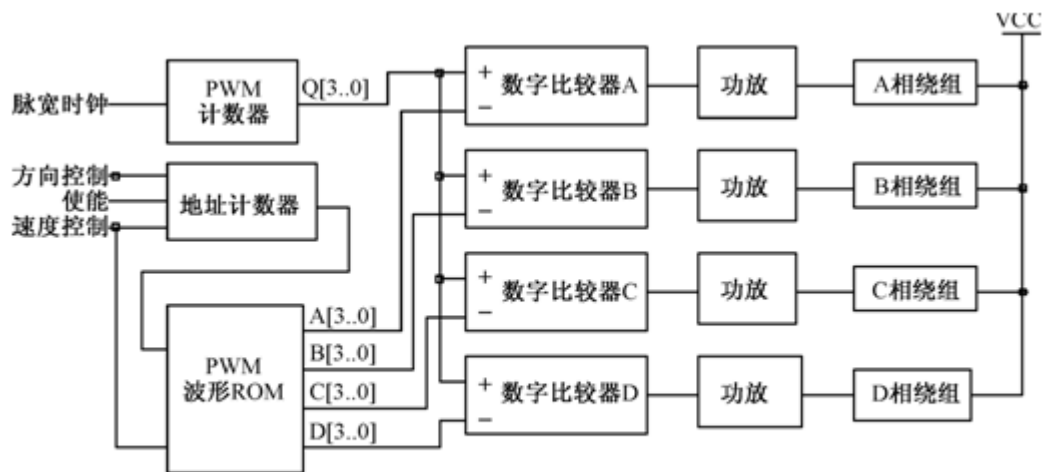 VCC
脉宽时钟
PWM
计数器
Q[3..0]
+
−
数字比较器A
功放
A相绕组
方向控制
使能
速度控制
地址计数器
+
−
数字比较器B
功放
B相绕组
+
−
数字比较器C
功放
C相绕组
PWM
波形ROM
A[3..0]
B[3..0]
C[3..0]
D[3..0]
+
−
数字比较器D
功放
D相绕组